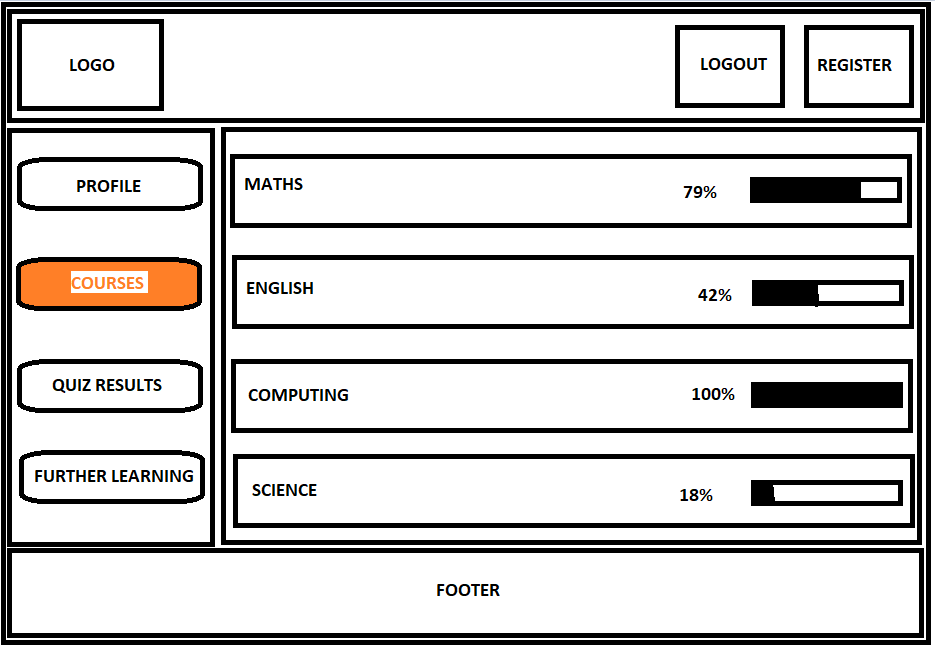 LOGO
LOGOUT
REGISTER
PROFILE
COURSES
QUIZ RESULTS
FURTHER LEARNING
MATHS
79%
ENGLISH
42%
COMPUTING
100%
SCIENCE
18%
FOOTER